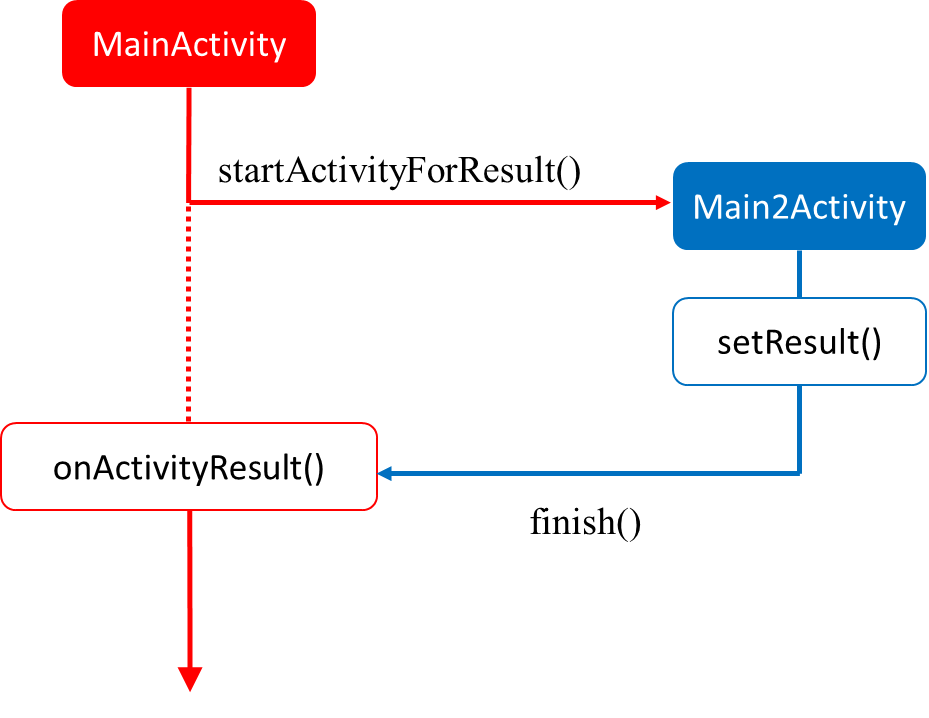 MainActivity
startActivityForResult()
Main2Activity
setResult()
onActivityResult()
finish()